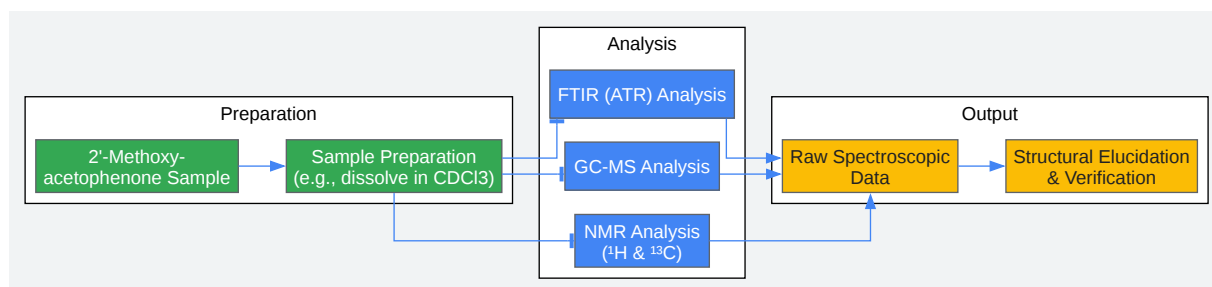 Preparation
2'-Methoxy-
acetophenone Sample
Sample Preparation
(e.g., dissolve in CDCl3)
Analysis
FTIR (ATR) Analysis
GC-MS Analysis
NMR Analysis
(¹H & ¹³C)
Output
Raw Spectroscopic
Data
Structural Elucidation
& Verification